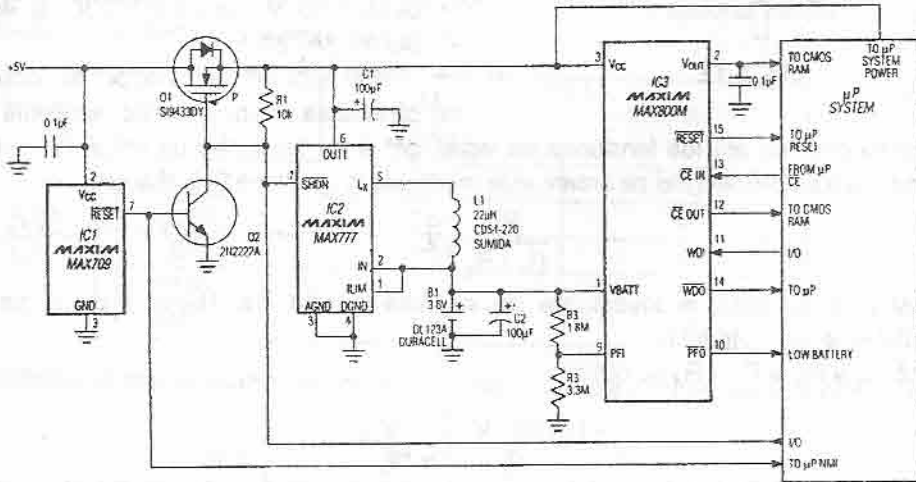 +5V
0.1µF
Q1
SI9433DY
P
R1
10k
C1
100µF
2
VCC
RESET
7
IC1
MAXIM
MAX709
GND
3
Q2
2N2222A
6
OUT1
7
SHDN
LX
5
IC2
MAXIM
MAX777
IN
2
ILIM
1
AGND
DGND
3
4
L1
22µH
CD54-220
SUMIDA
B1
3.8V
DL123A
DURACELL
C2
100µF
R3
1.8M
R3
3.3M
3
VCC
VOUT
2
IC3
MAXIM
MAX800M
RESET
15
CE IN
13
CE OUT
12
WDI
11
1
VBATT
WDO
14
9
PFI
PFO
10
0.1µF
TO CMOS
RAM
TO µP
SYSTEM
POWER
µP
SYSTEM
TO µP
RESET
FROM µP
CE
TO CMOS
RAM
I/O
TO µP
LOW BATTERY
I/O
TO µP NMI